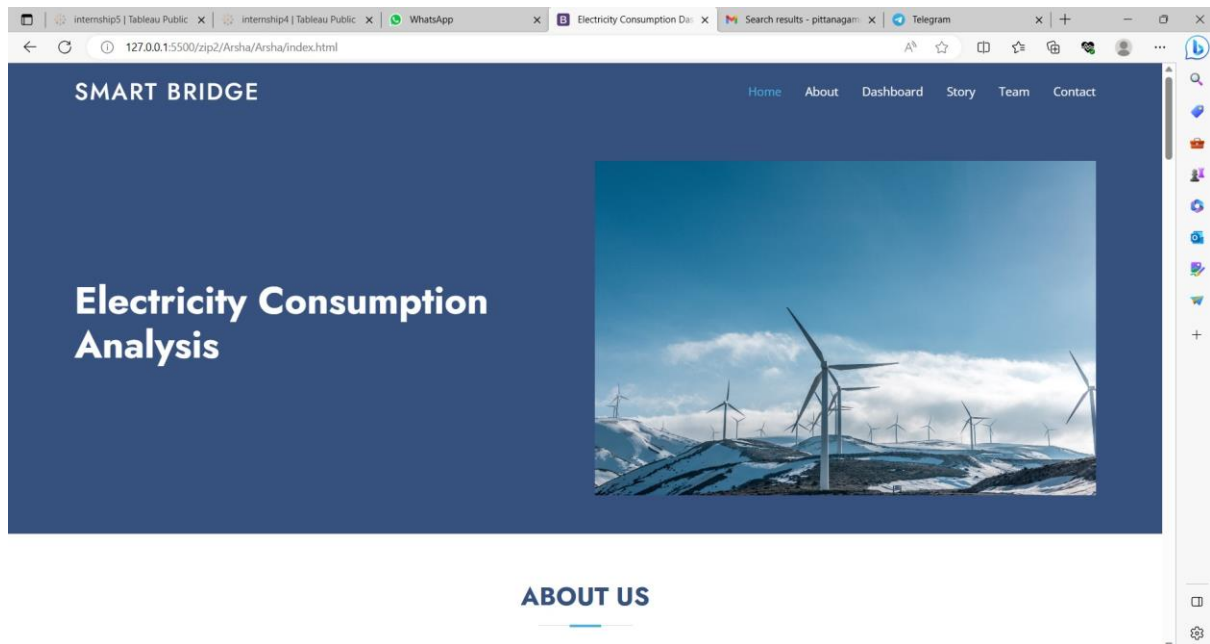 internship5 | Tableau Public
internship4 | Tableau Public
WhatsApp
Electricity Consumption Das
Search results - pittanagam
Telegram
127.0.0.1:5500/zip2/Arsha/Arsha/index.html
SMART BRIDGE
Home About Dashboard Story Team Contact
Electricity Consumption
Analysis
ABOUT US